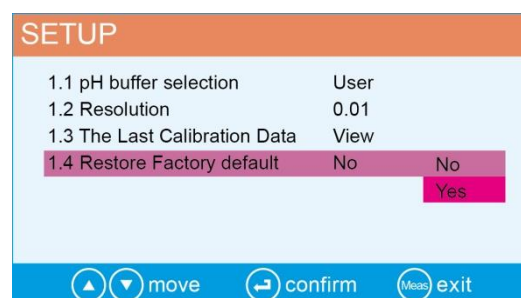 SETUP
1.1 pH buffer selection User
1.2 Resolution 0.01
1.3 The Last Calibration Data View
1.4 Restore Factory default No No
Yes
move confirm Meas exit